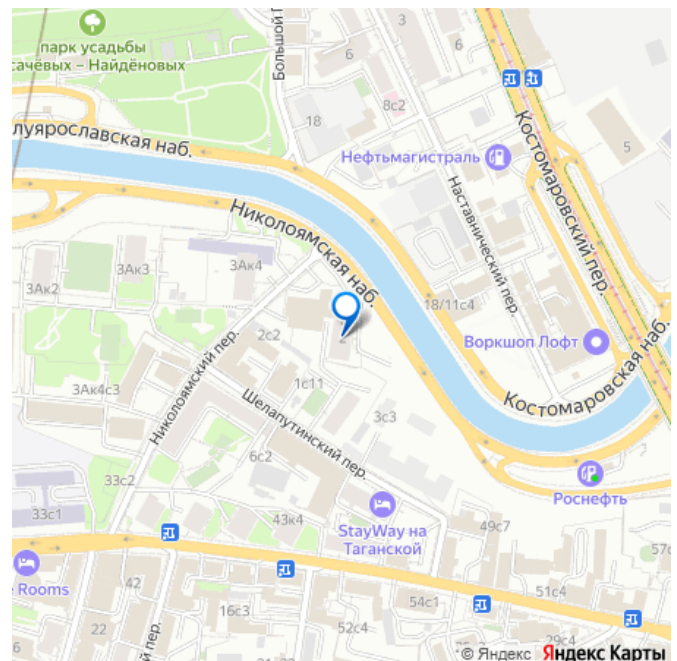 парк усадьбы
сачёвых – Найдёновых
Большой П
3
6
6
8с2
18
5
Костомаровский пер.
луярославская наб.
Нефтьмагистраль
Наставнический пер.
Николоямская наб.
3Ак3
3Ак4
3Ак2
18/11с4
2
2с2
Воркшоп Лофт
Костомаровская наб.
Николоямский пер.
1с11
3Ак4с3
Шелапутинский пер.
3с3
6с2
2
33с2
Роснефть
33с1
43к4
StayWay на
Таганской
49с7
57с
e Rooms
51с4
16с3
54с1
22
52с4
29с4
44
й пер.
© Яндекс Яндекс Карты